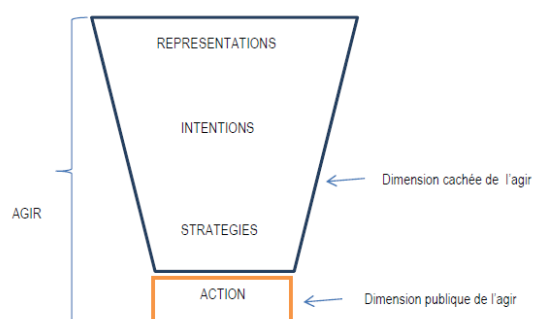 REPRESENTATIONS
INTENTIONS
Dimension cachée de l'agir
AGIR
STRATEGIES
ACTION
Dimension publique de l'agir